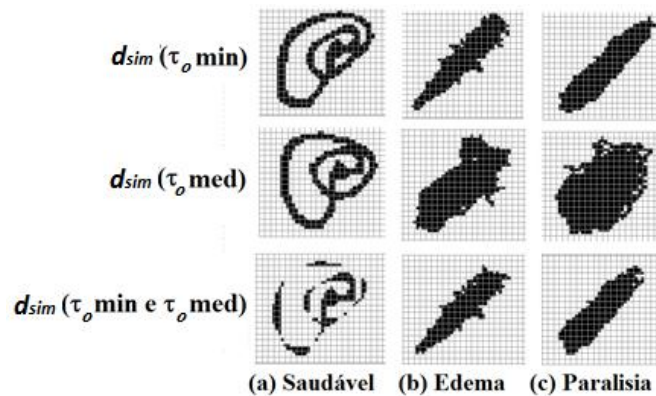 dsim (τo min)
dsim (τo med)
dsim (τo min e τo med)
(a) Saudável (b) Edema (c) Paralisia